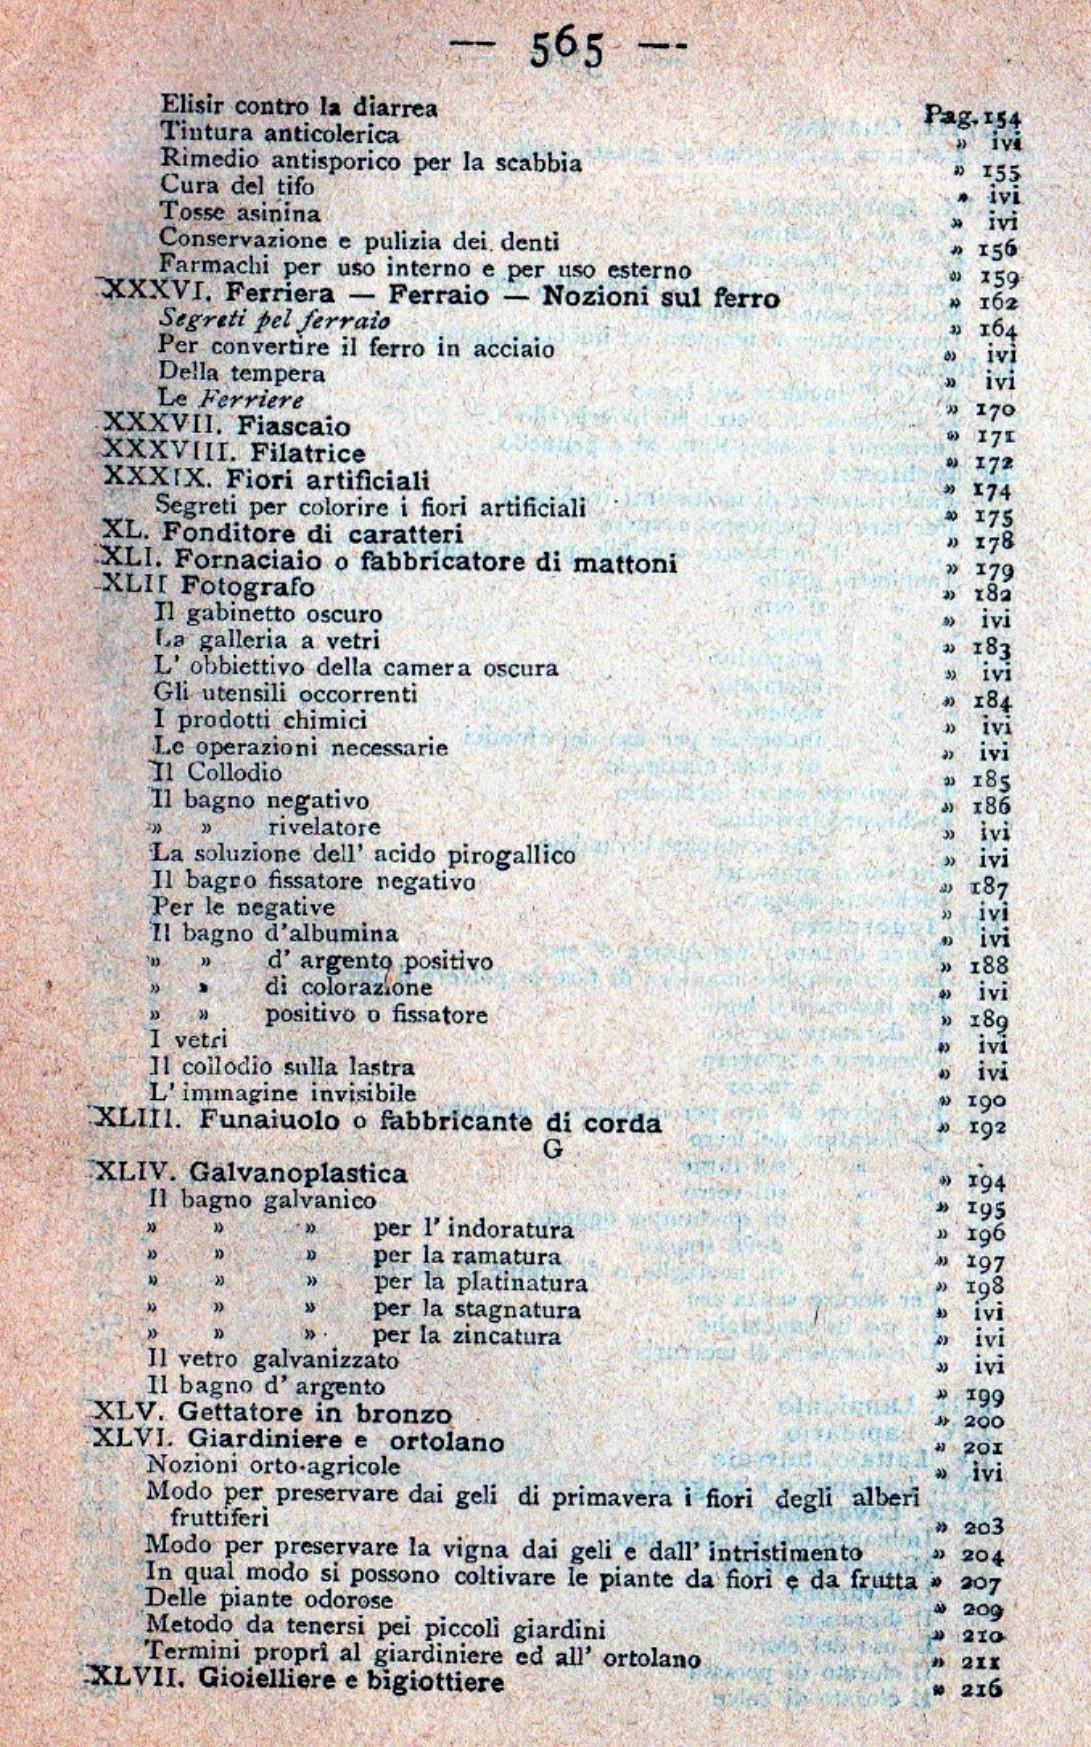 — 565 —
Elisir contro la diarrea Pag. 154
Tintura anticolerica » ivi
Rimedio antisporico per la scabbia » 155
Cura del tifo » ivi
Tosse asinina » ivi
Conservazione e pulizia dei denti » 156
Farmachi per uso interno e per uso esterno » 159
XXXVI. Ferriera — Ferraio — Nozioni sul ferro » 162
Segreti pel ferraio » 164
Per convertire il ferro in acciaio » ivi
Della tempera » ivi
Le Ferriere » 170
XXXVII. Fiascaio » 171
XXXVIII. Filatrice » 172
XXXIX. Fiori artificiali » 174
Segreti per colorire i fiori artificiali » 175
XL. Fonditore di caratteri » 178
XLI. Fornaciaio o fabbricatore di mattoni » 179
XLII Fotografo » 182
Il gabinetto oscuro » ivi
La galleria a vetri » 183
L' obbiettivo della camera oscura » ivi
Gli utensili occorrenti » 184
I prodotti chimici » ivi
Le operazioni necessarie » ivi
Il Collodio » 185
Il bagno negativo » 186
» » rivelatore » ivi
La soluzione dell' acido pirogallico » ivi
Il bagno fissatore negativo » 187
Per le negative » ivi
Il bagno d'albumina » ivi
» » d' argento positivo » 188
» » di colorazione » ivi
» » positivo o fissatore » 189
I vetri » ivi
Il collodio sulla lastra » ivi
L' immagine invisibile » 190
XLIII. Funaiuolo o fabbricante di corda » 192
G
XLIV. Galvanoplastica » 194
Il bagno galvanico » 195
» » » per l' indoratura » 196
» » » per la ramatura » 197
» » » per la platinatura » 198
» » » per la stagnatura » ivi
» » » per la zincatura » ivi
Il vetro galvanizzato » ivi
Il bagno d' argento » 199
XLV. Gettatore in bronzo » 200
XLVI. Giardiniere e ortolano » 201
Nozioni orto-agricole » ivi
Modo per preservare dai geli di primavera i fiori degli alberi
fruttiferi » 203
Modo per preservare la vigna dai geli e dall' intristimento » 204
In qual modo si possono coltivare le piante da fiori e da frutta » 207
Delle piante odorose » 209
Metodo da tenersi pei piccoli giardini » 210
Termini propri al giardiniere ed all' ortolano » 211
XLVII. Gioielliere e bigiottiere » 216